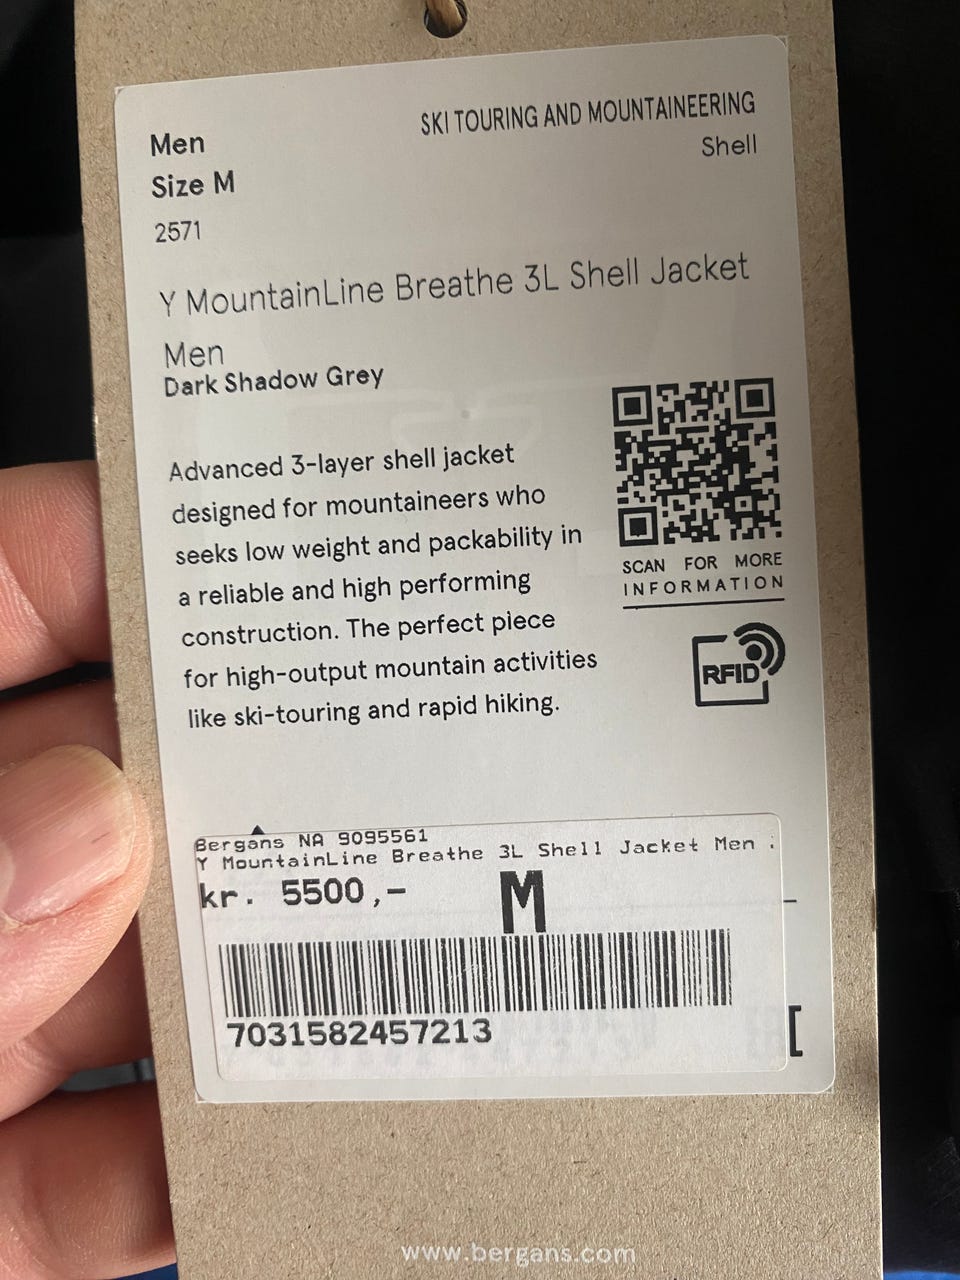 Men
SKI TOURING AND MOUNTAINEERING
Size M
Shell
2571
Y MountainLine Breathe 3L Shell Jacket
Men
Dark Shadow Grey
Advanced 3-layer shell jacket
designed for mountaineers who
seeks low weight and packability in
a reliable and high performing
construction. The perfect piece
for high-output mountain activities
like ski-touring and rapid hiking.
SCAN FOR MORE
INFORMATION
RFID
Bergans NA 9095561
Y MountainLine Breathe 3L Shell Jacket Men
kr. 5500,-
M
7031582457213
www.bergans.com